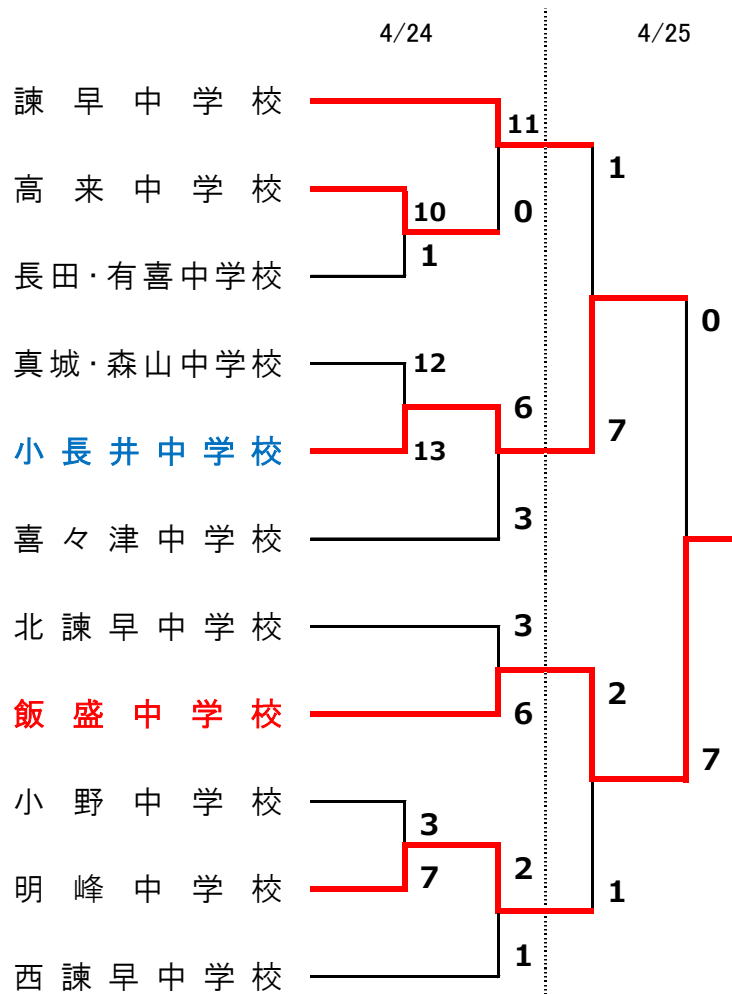 4/24 4/25
諫早中学校
11
1
高来中学校
10
0
1
長田・有喜中学校
0
真城・森山中学校
12
6
7
小長井中学校
13
3
喜々津中学校
北諫早中学校
3
2
飯盛中学校
6
7
小野中学校
3
2
明峰中学校
7
1
1
西諫早中学校